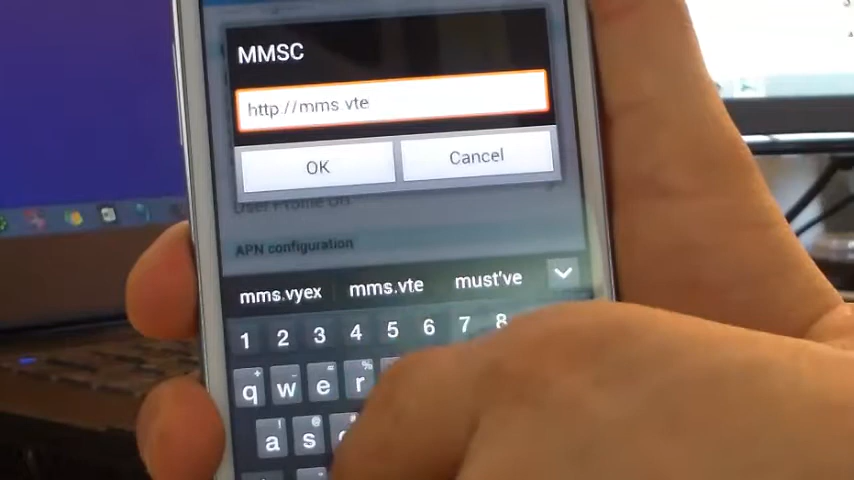 MMSC
http://mms.vte
OK Cancel
User Profile on
APN configuration
mms.vyex mms.vte must've
1 2 3 4 5 6 7 8
q w e r
a s